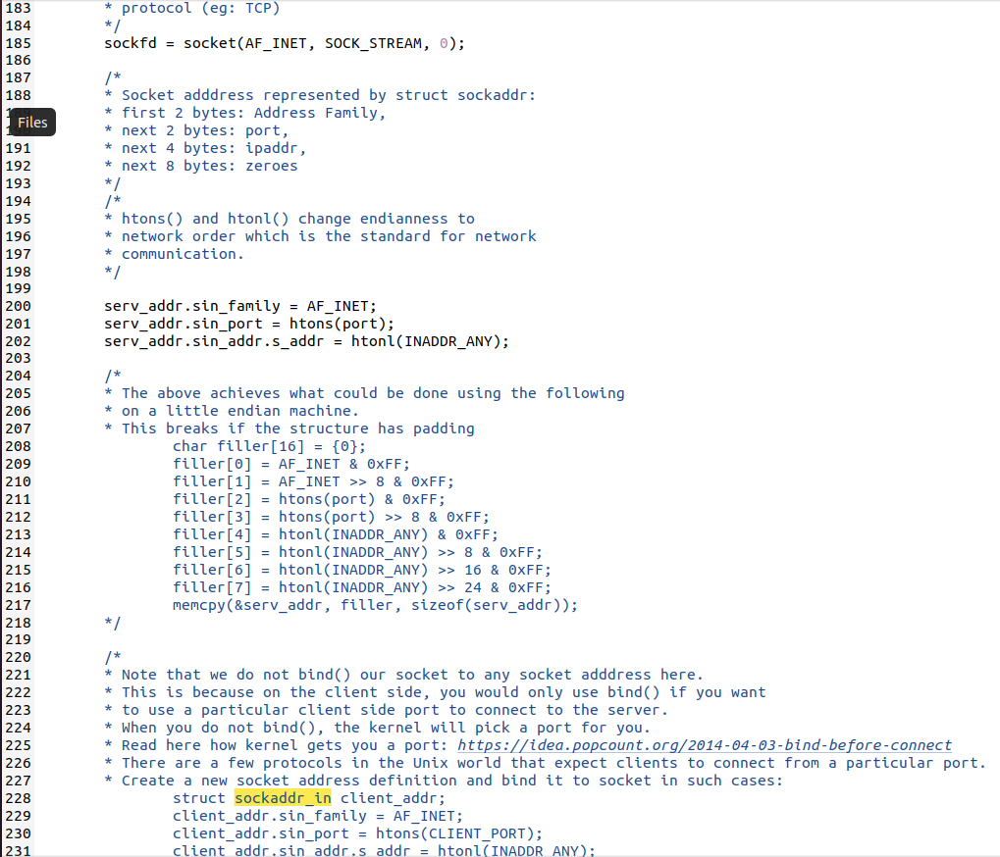 183 * protocol (eg: TCP)
184 */
185 sockfd = socket(AF_INET, SOCK_STREAM, 0);
186
187 /*
188 * Socket adddress represented by struct sockaddr:
* first 2 bytes: Address Family,
Files
* next 2 bytes: port,
191 * next 4 bytes: ipaddr,
192 * next 8 bytes: zeroes
193 */
194 /*
195 * htons() and htonl() change endianness to
196 * network order which is the standard for network
197 * communication.
198 */
199
200 serv_addr.sin_family = AF_INET;
201 serv_addr.sin_port = htons(port);
202 serv_addr.sin_addr.s_addr = htonl(INADDR_ANY);
203
204 /*
205 * The above achieves what could be done using the following
206 * on a little endian machine.
207 * This breaks if the structure has padding
208 char filler[16] = {0};
209 filler[0] = AF_INET & 0xFF;
210 filler[1] = AF_INET >> 8 & 0xFF;
211 filler[2] = htons(port) & 0xFF;
212 filler[3] = htons(port) >> 8 & 0xFF;
213 filler[4] = htonl(INADDR_ANY) & 0xFF;
214 filler[5] = htonl(INADDR_ANY) >> 8 & 0xFF;
215 filler[6] = htonl(INADDR_ANY) >> 16 & 0xFF;
216 filler[7] = htonl(INADDR_ANY) >> 24 & 0xFF;
217 memcpy(&serv_addr, filler, sizeof(serv_addr));
218 */
219
220 /*
221 * Note that we do not bind() our socket to any socket adddress here.
222 * This is because on the client side, you would only use bind() if you want
223 * to use a particular client side port to connect to the server.
224 * When you do not bind(), the kernel will pick a port for you.
225 * Read here how kernel gets you a port: https://idea.popcount.org/2014-04-03-bind-before-connect
226 * There are a few protocols in the Unix world that expect clients to connect from a particular port.
227 * Create a new socket address definition and bind it to socket in such cases:
228 struct sockaddr_in client_addr;
229 client_addr.sin_family = AF_INET;
230 client_addr.sin_port = htons(CLIENT_PORT);
231 client_addr.sin_addr.s_addr = htonl(INADDR_ANY);